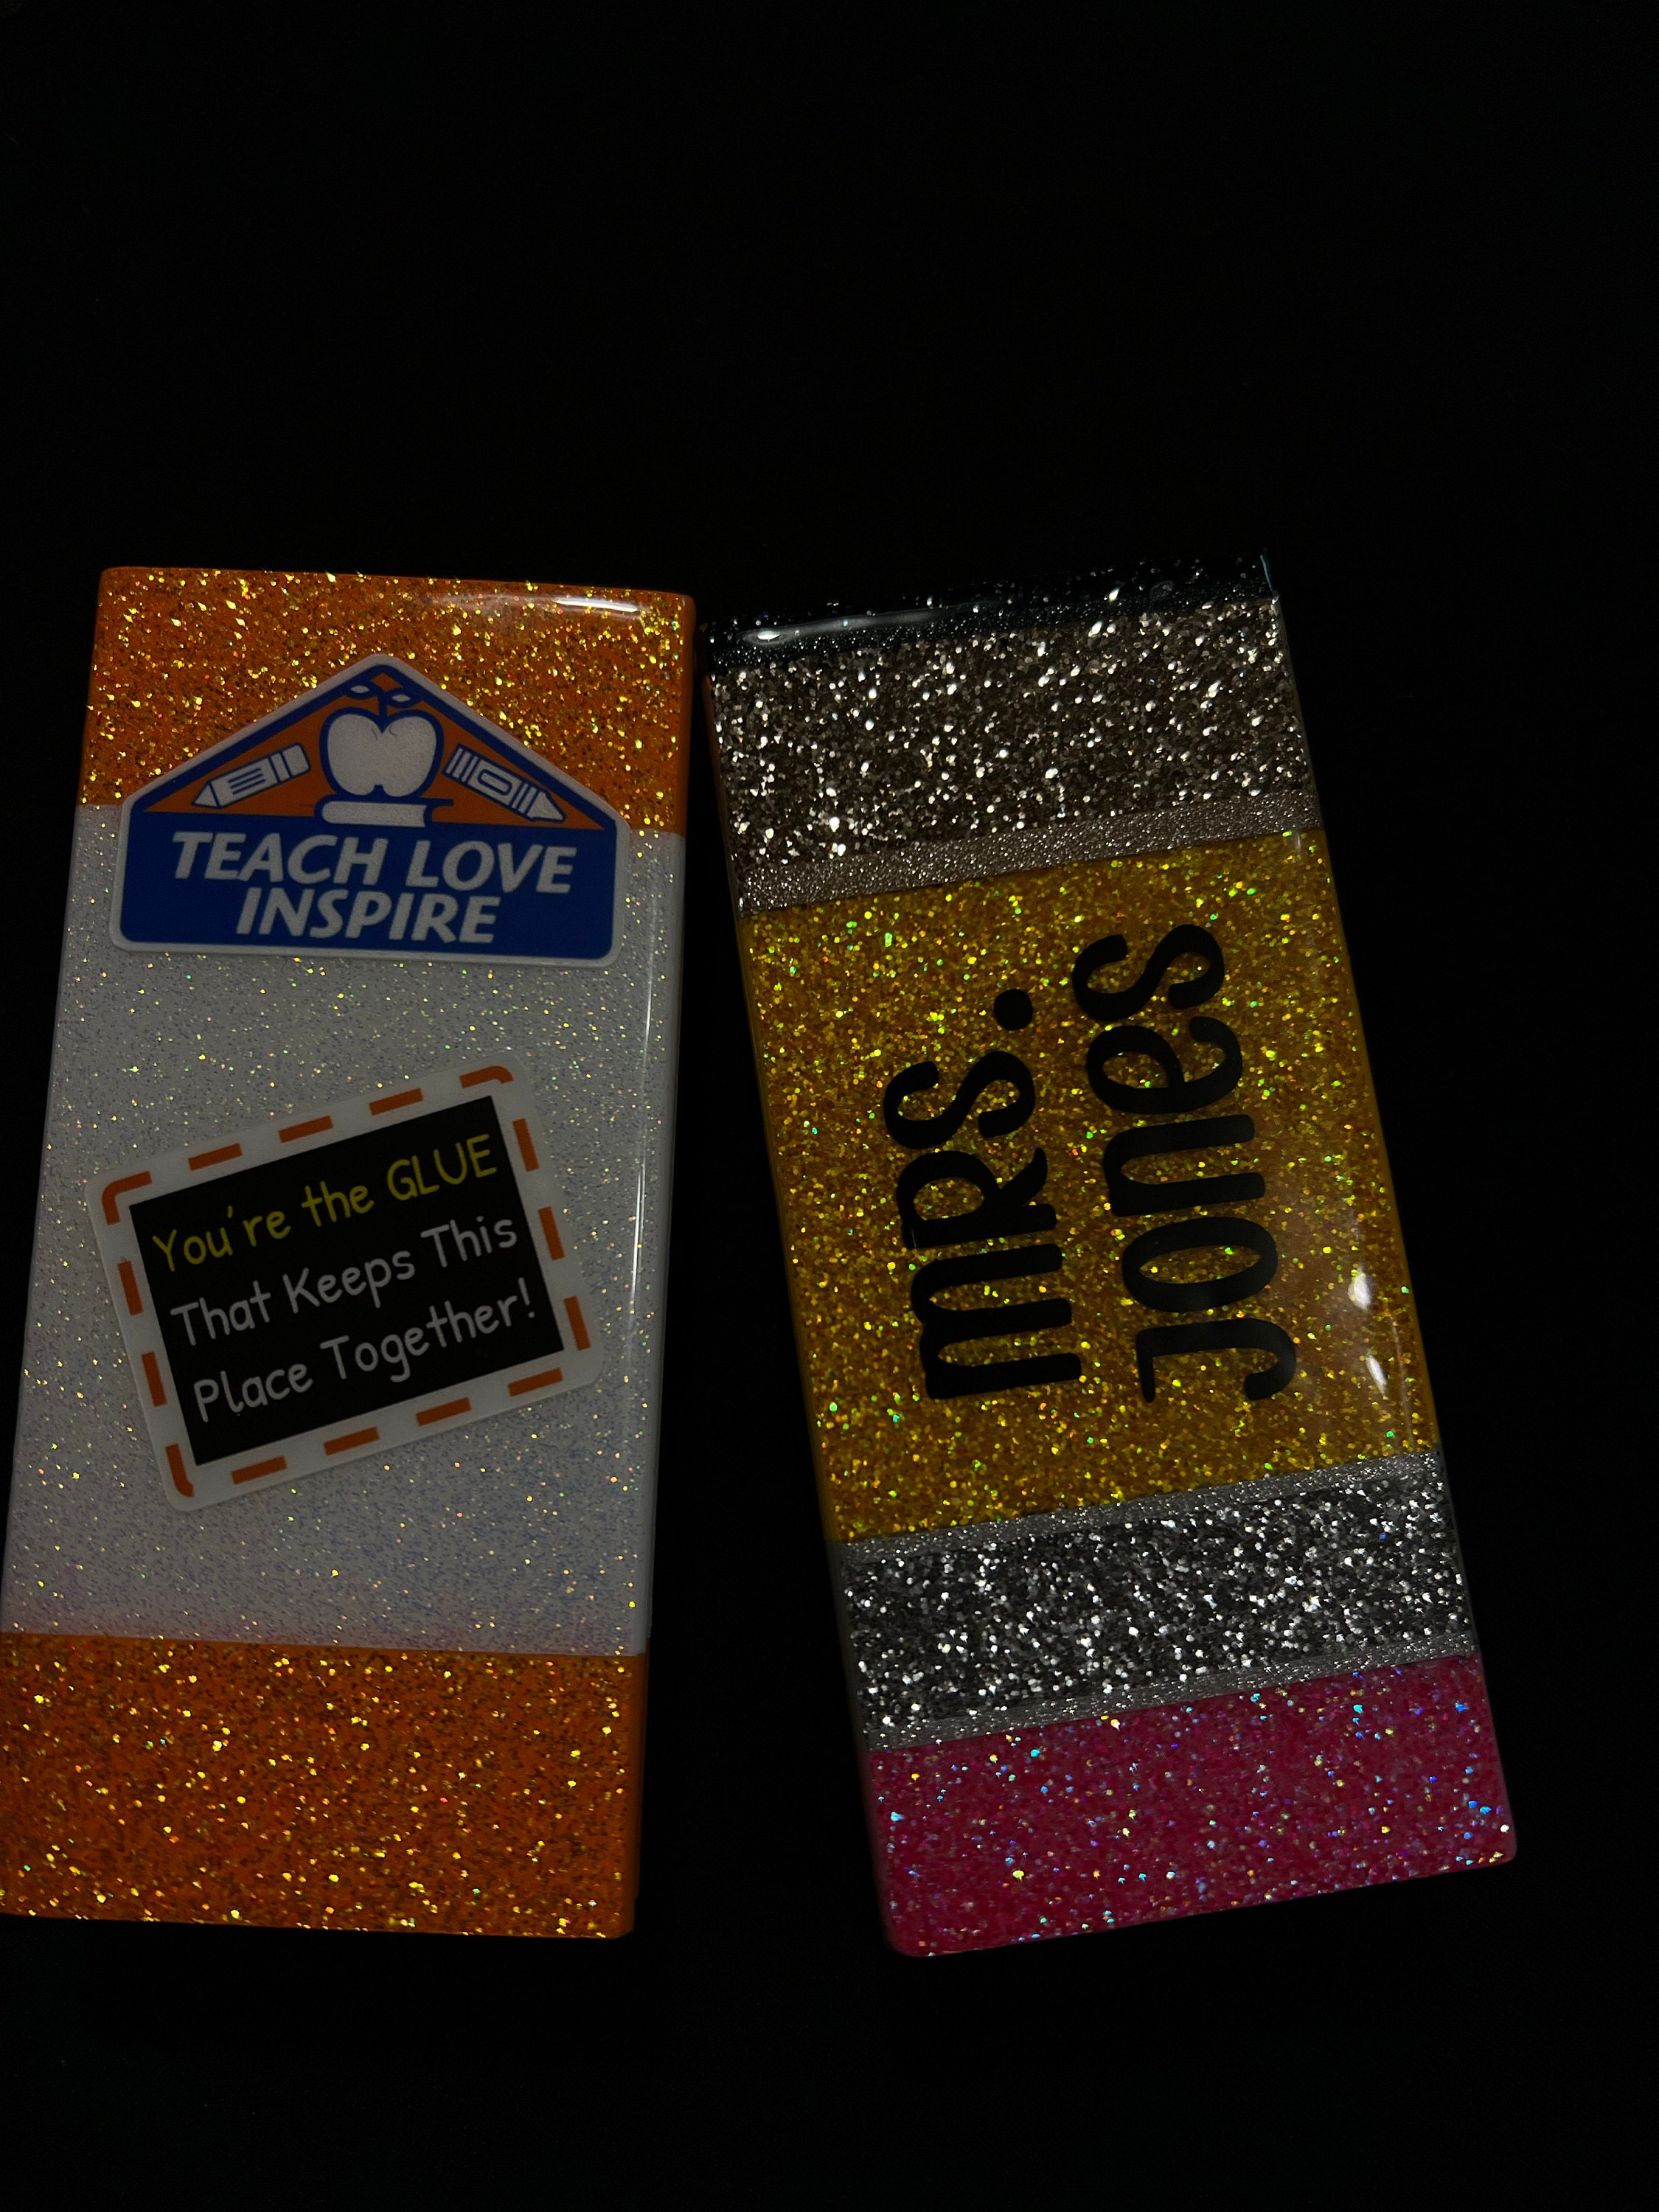 TEACH LOVE
INSPIRE
You're the GLUE
That Keeps This
Place Together!
mrs.
Jones